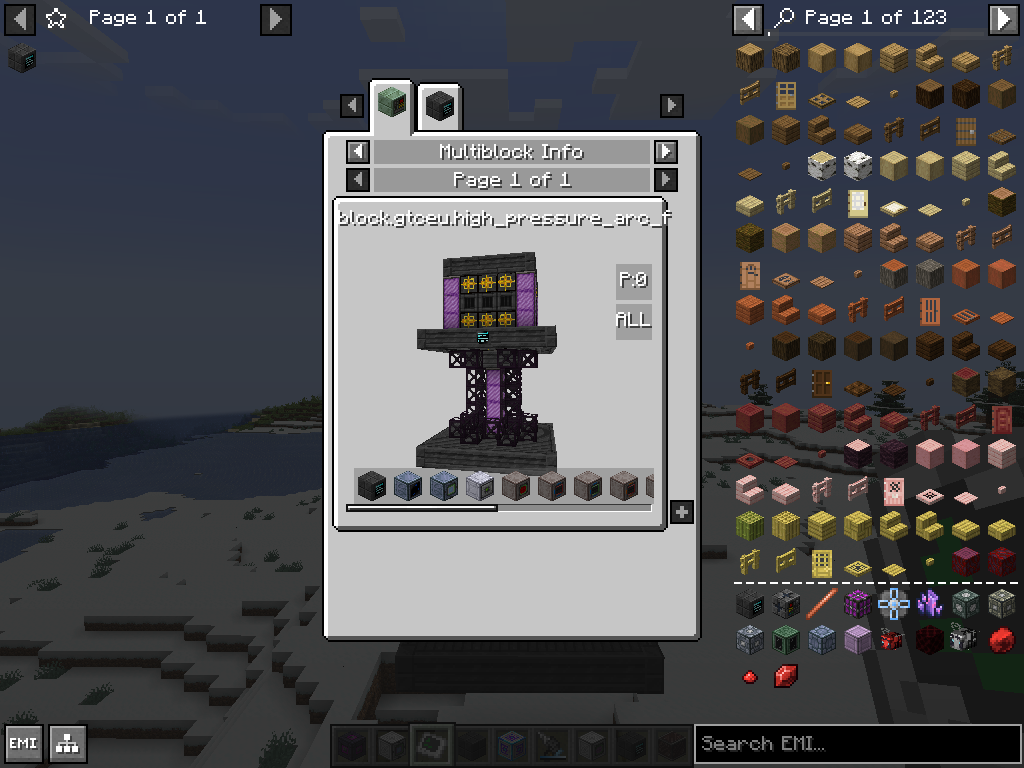 Page 1 of 1
Page 1 of 123
Multiblock Info
Page 1 of 1
block.gtceu.high_pressure_arc_f
P:0
ALL
EMI
Search EMI...